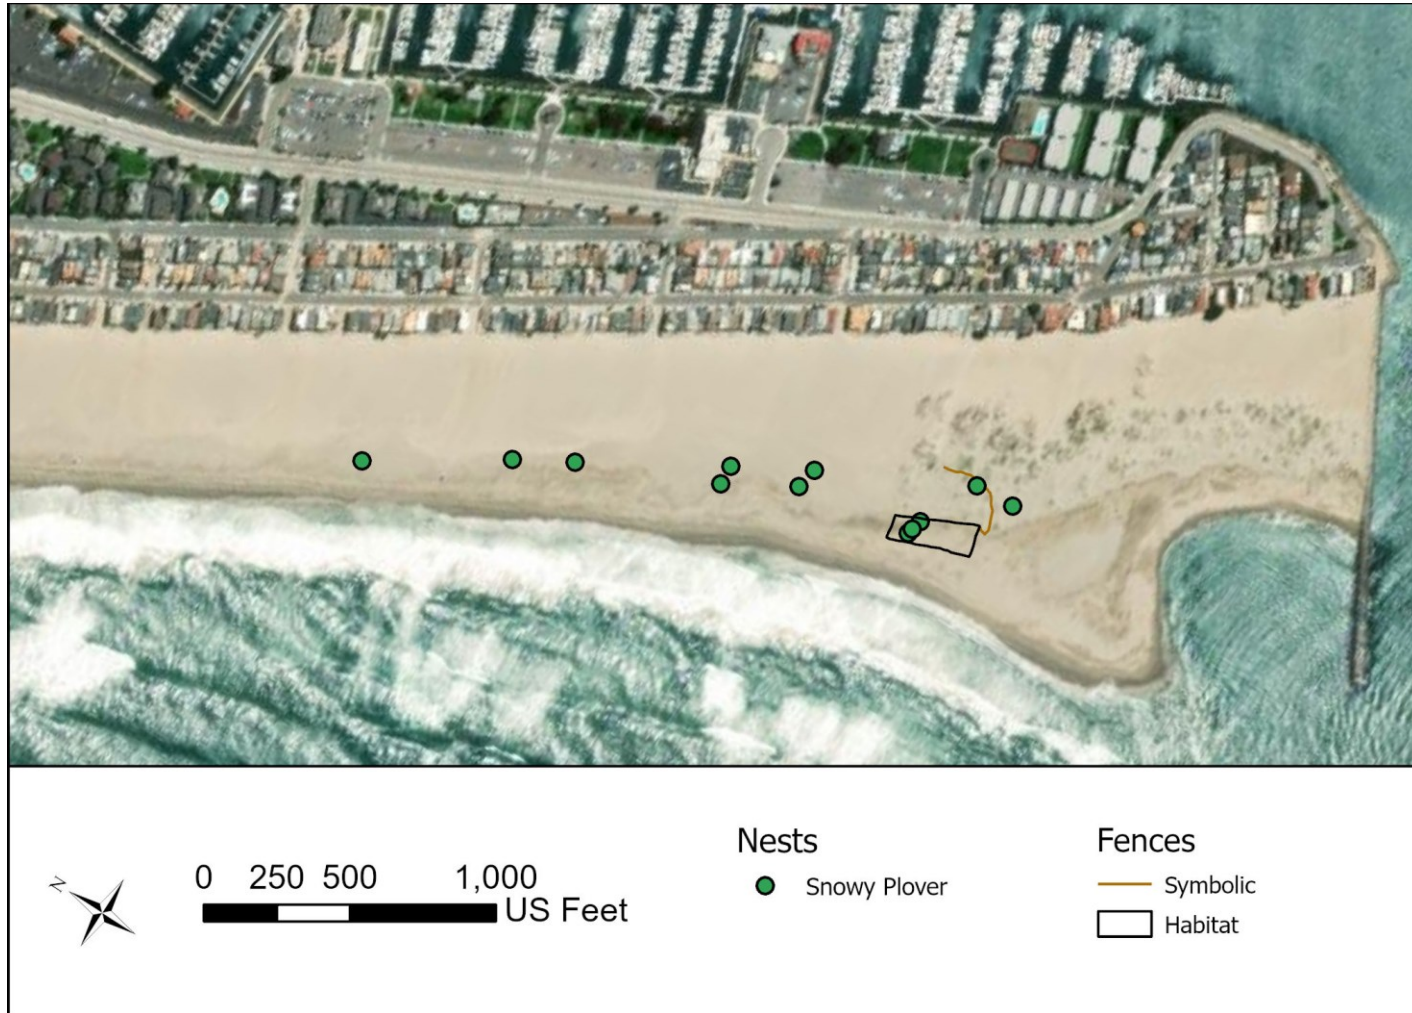 Nests
Snowy Plover
Fences
Symbolic
Habitat
N
0 250 500 1,000
US Feet